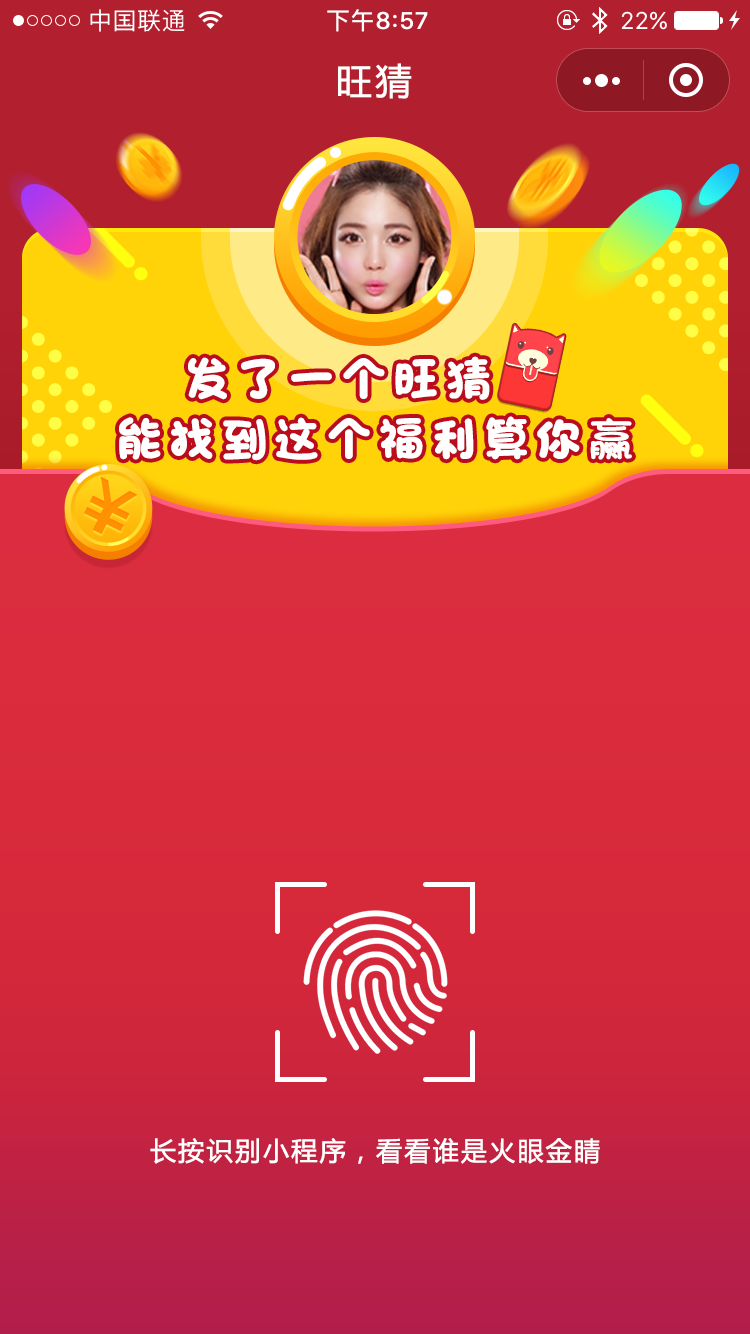 中国联通 下午8:57 22%
旺猜
发了一个旺猜
能找到这个福利算你赢
¥
长按识别小程序，看看谁是火眼金睛